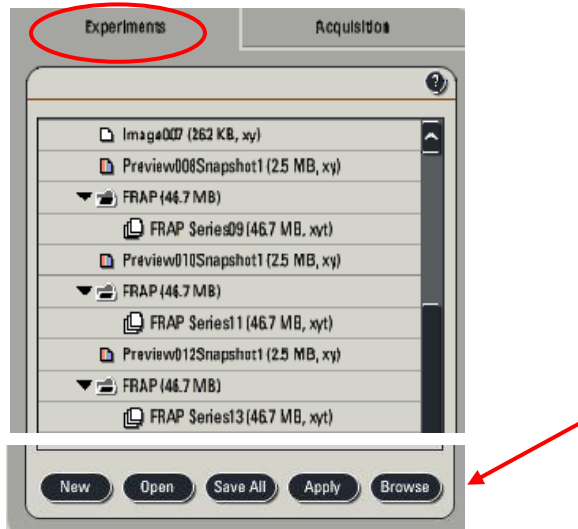 Experiments Acquisition
?
Image007 (262 KB, xy)
Preview008Snapshot1 (2.5 MB, xy)
FRAP (46.7 MB)
FRAP Series09 (46.7 MB, xyt)
Preview010Snapshot1 (2.5 MB, xy)
FRAP (46.7 MB)
FRAP Series11 (46.7 MB, xyt)
Preview012Snapshot1 (2.5 MB, xy)
FRAP (46.7 MB)
FRAP Series13 (46.7 MB, xyt)
New Open Save All Apply Browse